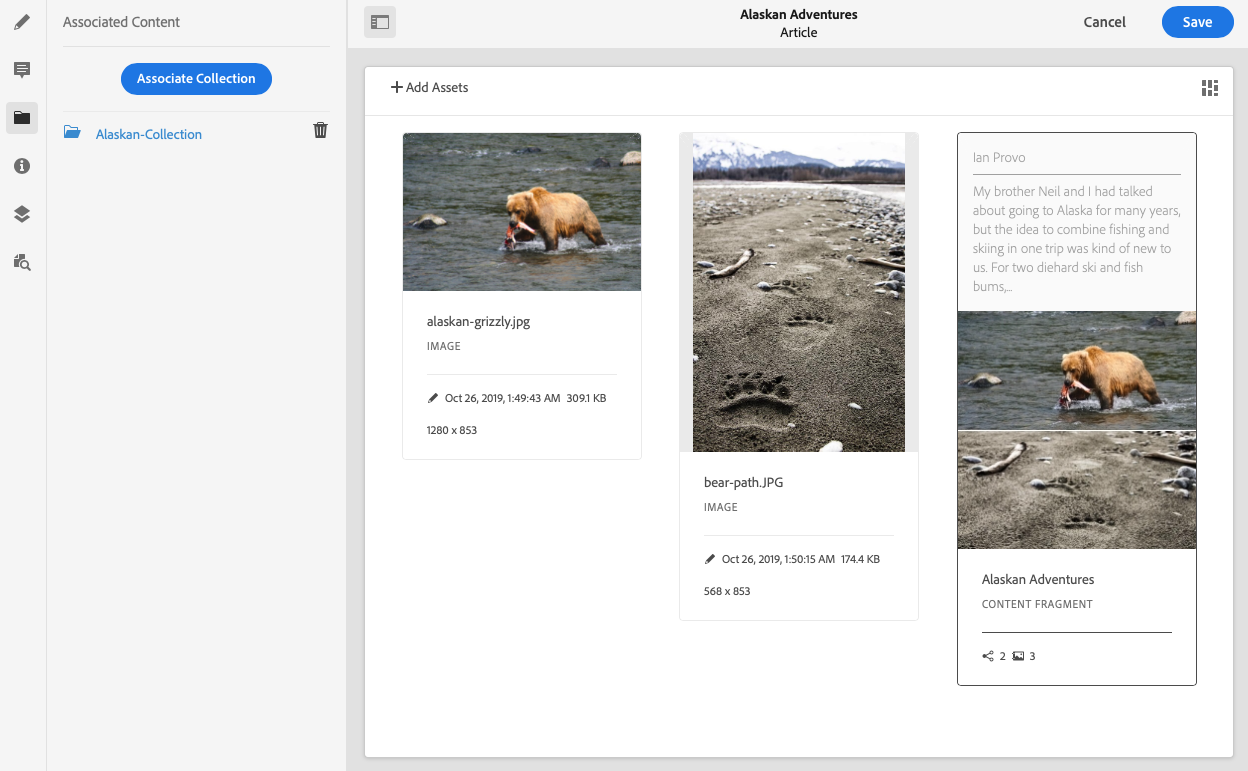 Associated Content
Associate Collection
Alaskan-Collection
Alaskan Adventures
Article
Cancel
Save
Add Assets
alaskan-grizzly.jpg
IMAGE
Oct 26, 2019, 1:49:43 AM 309.1 KB
1280 x 853
bear-path.JPG
IMAGE
Oct 26, 2019, 1:50:15 AM 174.4 KB
568 x 853
Ian Provo
My brother Neil and I had talked
about going to Alaska for many years,
but the idea to combine fishing and
skiing in one trip was kind of new to
us. For two diehard ski and fish
bums,...
Alaskan Adventures
CONTENT FRAGMENT
2 3